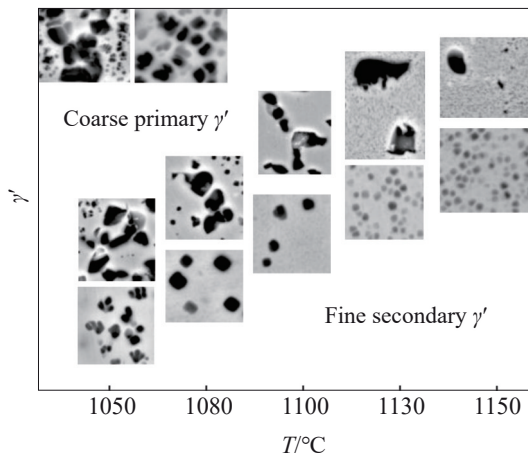 Coarse primary γ′
γ′
Fine secondary γ′
1050 1080 1100 1130 1150
T/°C